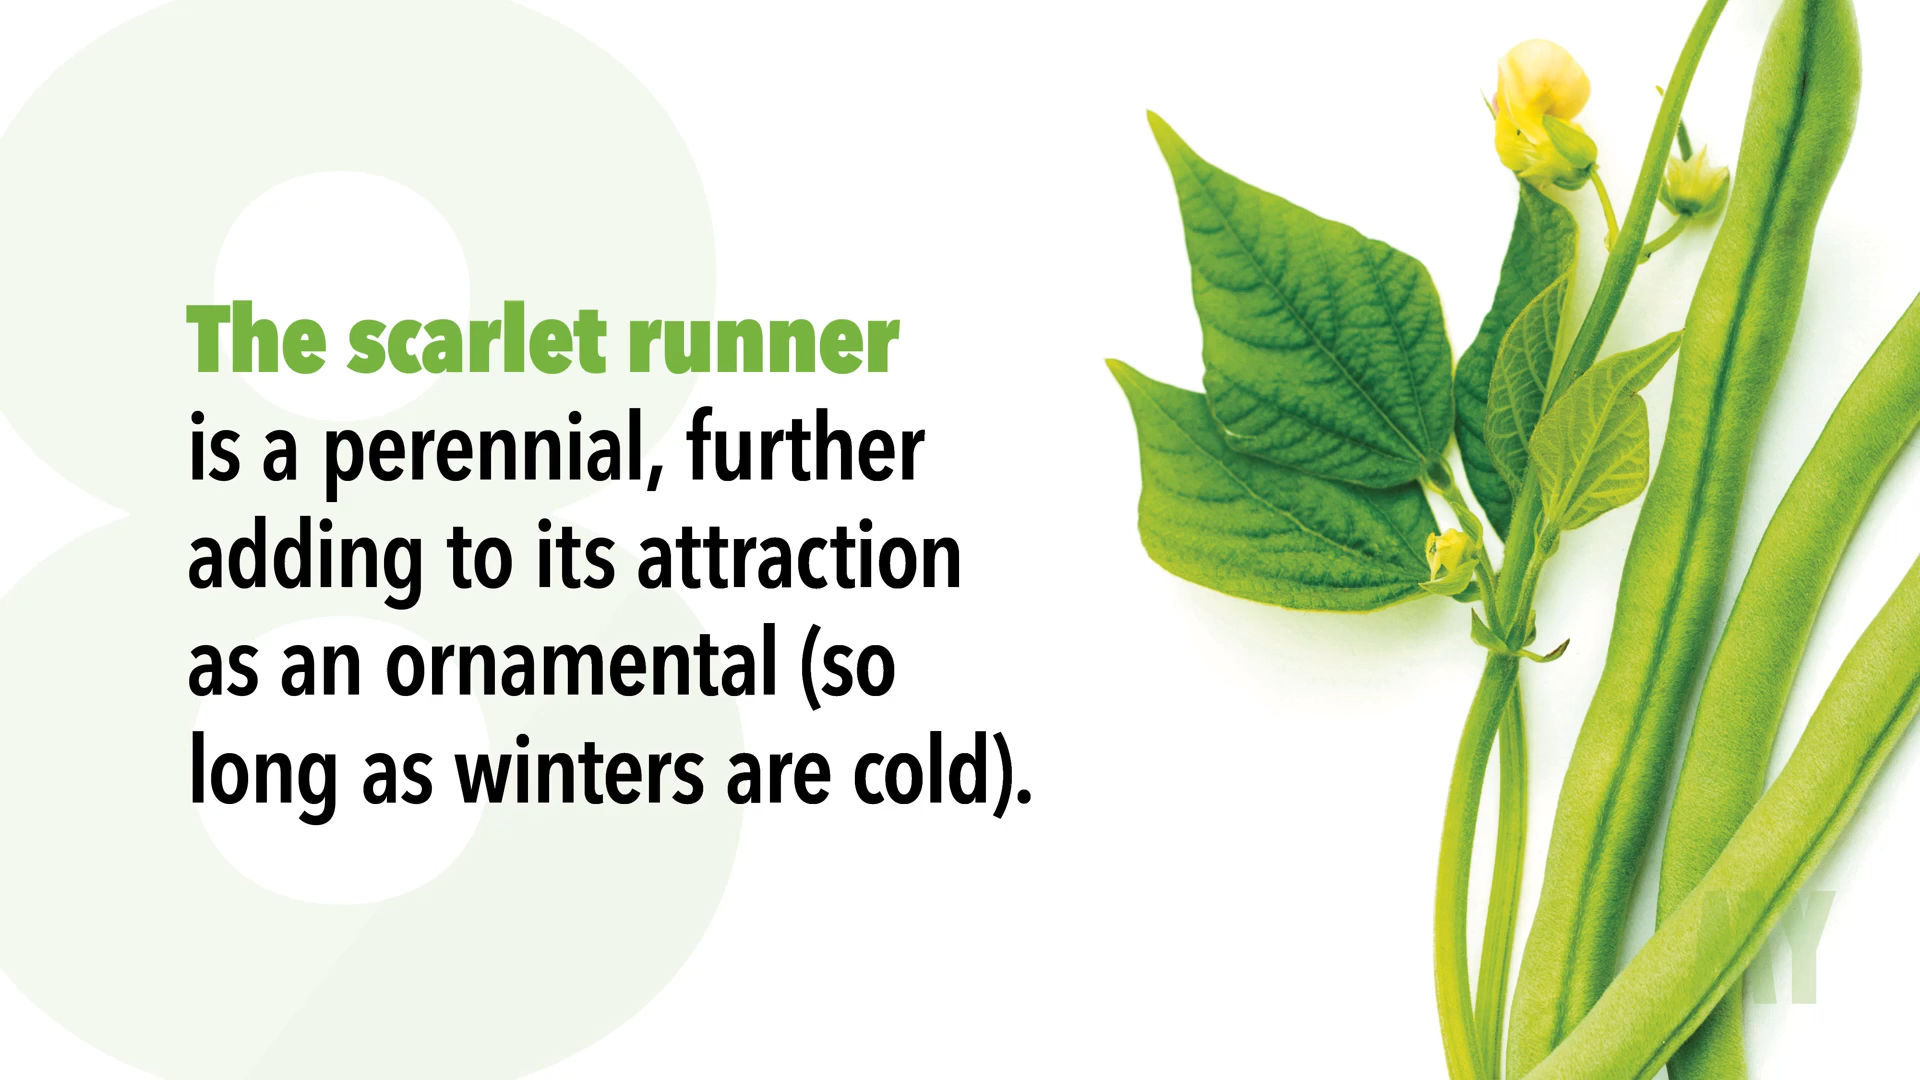 8
The scarlet runner
is a perennial, further
adding to its attraction
as an ornamental (so
long as winters are cold).